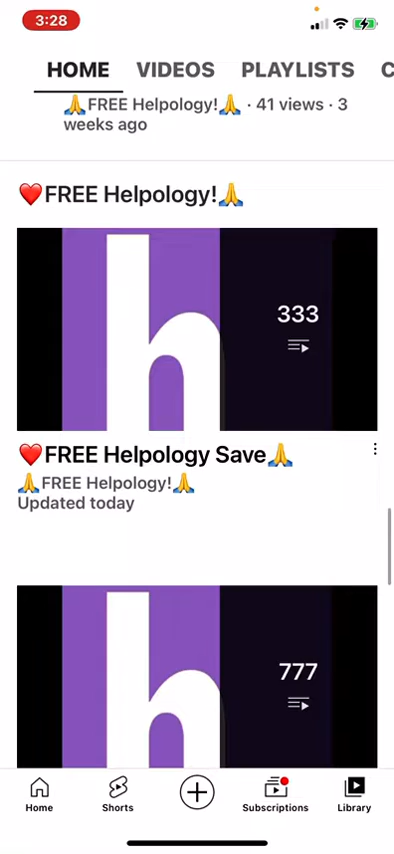 3:28
HOME VIDEOS PLAYLISTS C
🙏FREE Helpology!🙏 · 41 views · 3
weeks ago
❤️FREE Helpology!🙏
h
333
❤️FREE Helpology Save🙏
🙏FREE Helpology!🙏
Updated today
h
777
Home Shorts Subscriptions Library